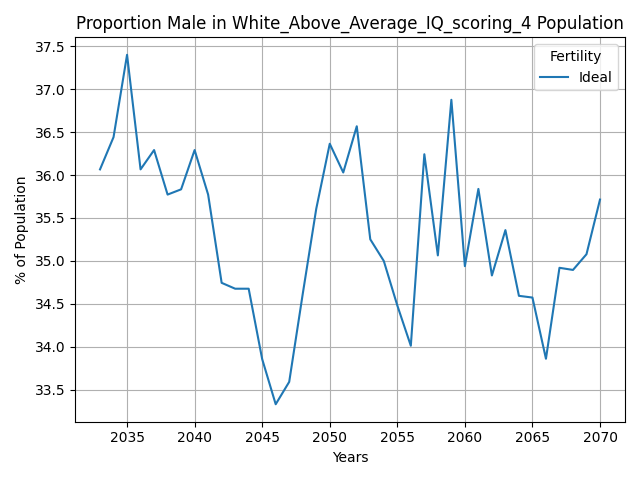 Proportion Male in White_Above_Average_IQ_scoring_4 Population
Fertility
Ideal
37.5
37.0
36.5
36.0
35.5
35.0
34.5
34.0
33.5
% of Population
2035 2040 2045 2050 2055 2060 2065 2070
Years